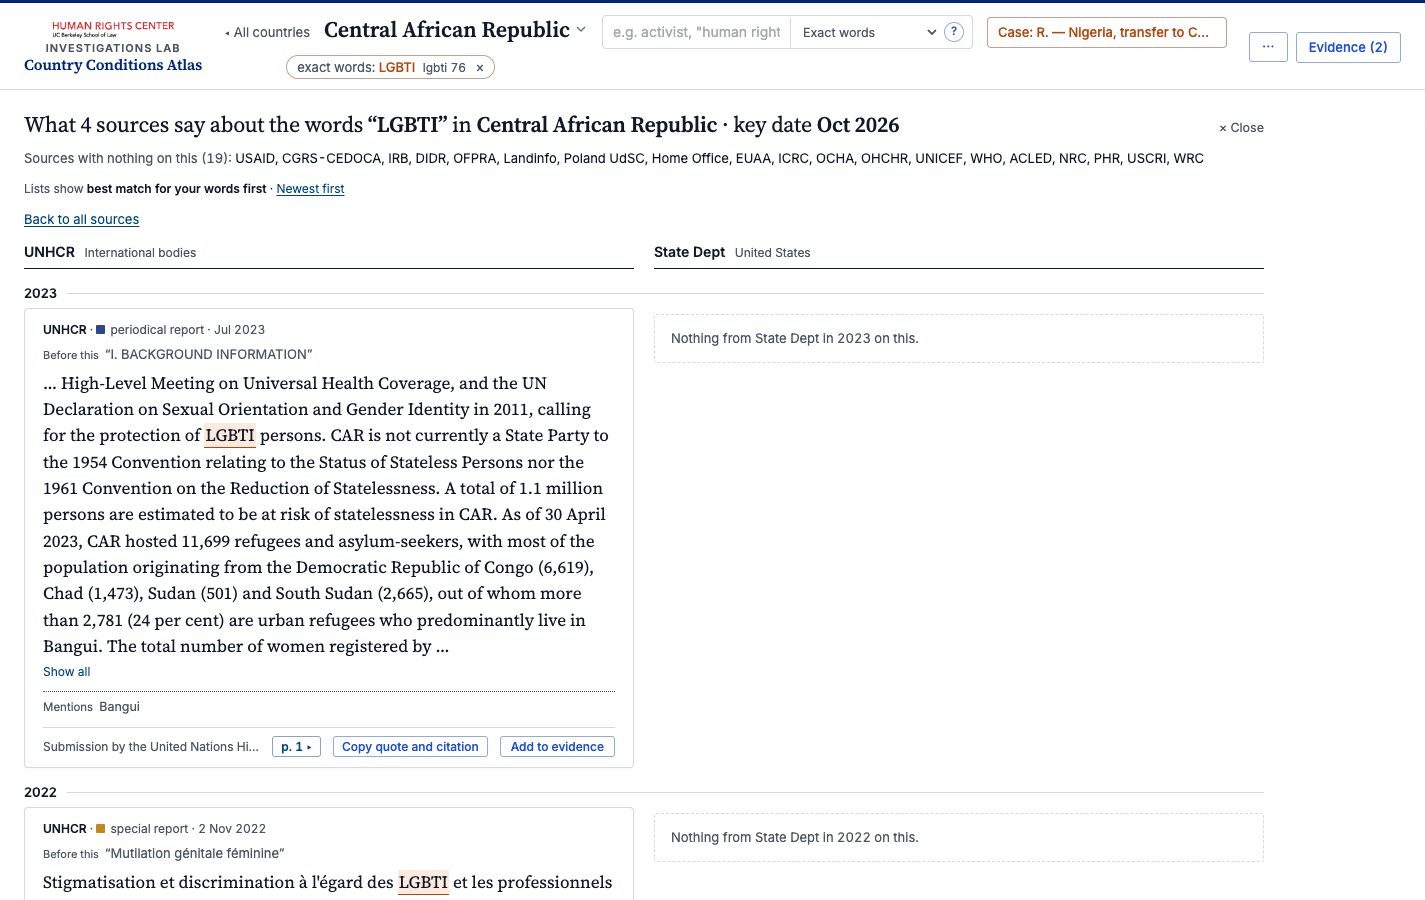 HUMAN RIGHTS CENTER
UC Berkeley School of Law
INVESTIGATIONS LAB
Country Conditions Atlas
◂ All countries
Central African Republic
e.g. activist, "human right
Exact words
?
Case: R. — Nigeria, transfer to C...
...
Evidence (2)
exact words: LGBTI lgbti 76 ×
What 4 sources say about the words “LGBTI” in Central African Republic · key date Oct 2026
× Close
Sources with nothing on this (19): USAID, CGRS-CEDOCA, IRB, DIDR, OFPRA, Landinfo, Poland UdSC, Home Office, EUAA, ICRC, OCHA, OHCHR, UNICEF, WHO, ACLED, NRC, PHR, USCRI, WRC
Lists show best match for your words first · Newest first
Back to all sources
UNHCR International bodies
State Dept United States
2023
UNHCR · periodical report · Jul 2023
Before this “I. BACKGROUND INFORMATION”
... High-Level Meeting on Universal Health Coverage, and the UN
Declaration on Sexual Orientation and Gender Identity in 2011, calling
for the protection of LGBTI persons. CAR is not currently a State Party to
the 1954 Convention relating to the Status of Stateless Persons nor the
1961 Convention on the Reduction of Statelessness. A total of 1.1 million
persons are estimated to be at risk of statelessness in CAR. As of 30 April
2023, CAR hosted 11,699 refugees and asylum-seekers, with most of the
population originating from the Democratic Republic of Congo (6,619),
Chad (1,473), Sudan (501) and South Sudan (2,665), out of whom more
than 2,781 (24 per cent) are urban refugees who predominantly live in
Bangui. The total number of women registered by ...
Show all
Mentions Bangui
Submission by the United Nations Hi...
p. 1 ▸
Copy quote and citation
Add to evidence
Nothing from State Dept in 2023 on this.
2022
UNHCR · special report · 2 Nov 2022
Before this “Mutilation génitale féminine”
Stigmatisation et discrimination à l'égard des LGBTI et les professionnels
Nothing from State Dept in 2022 on this.